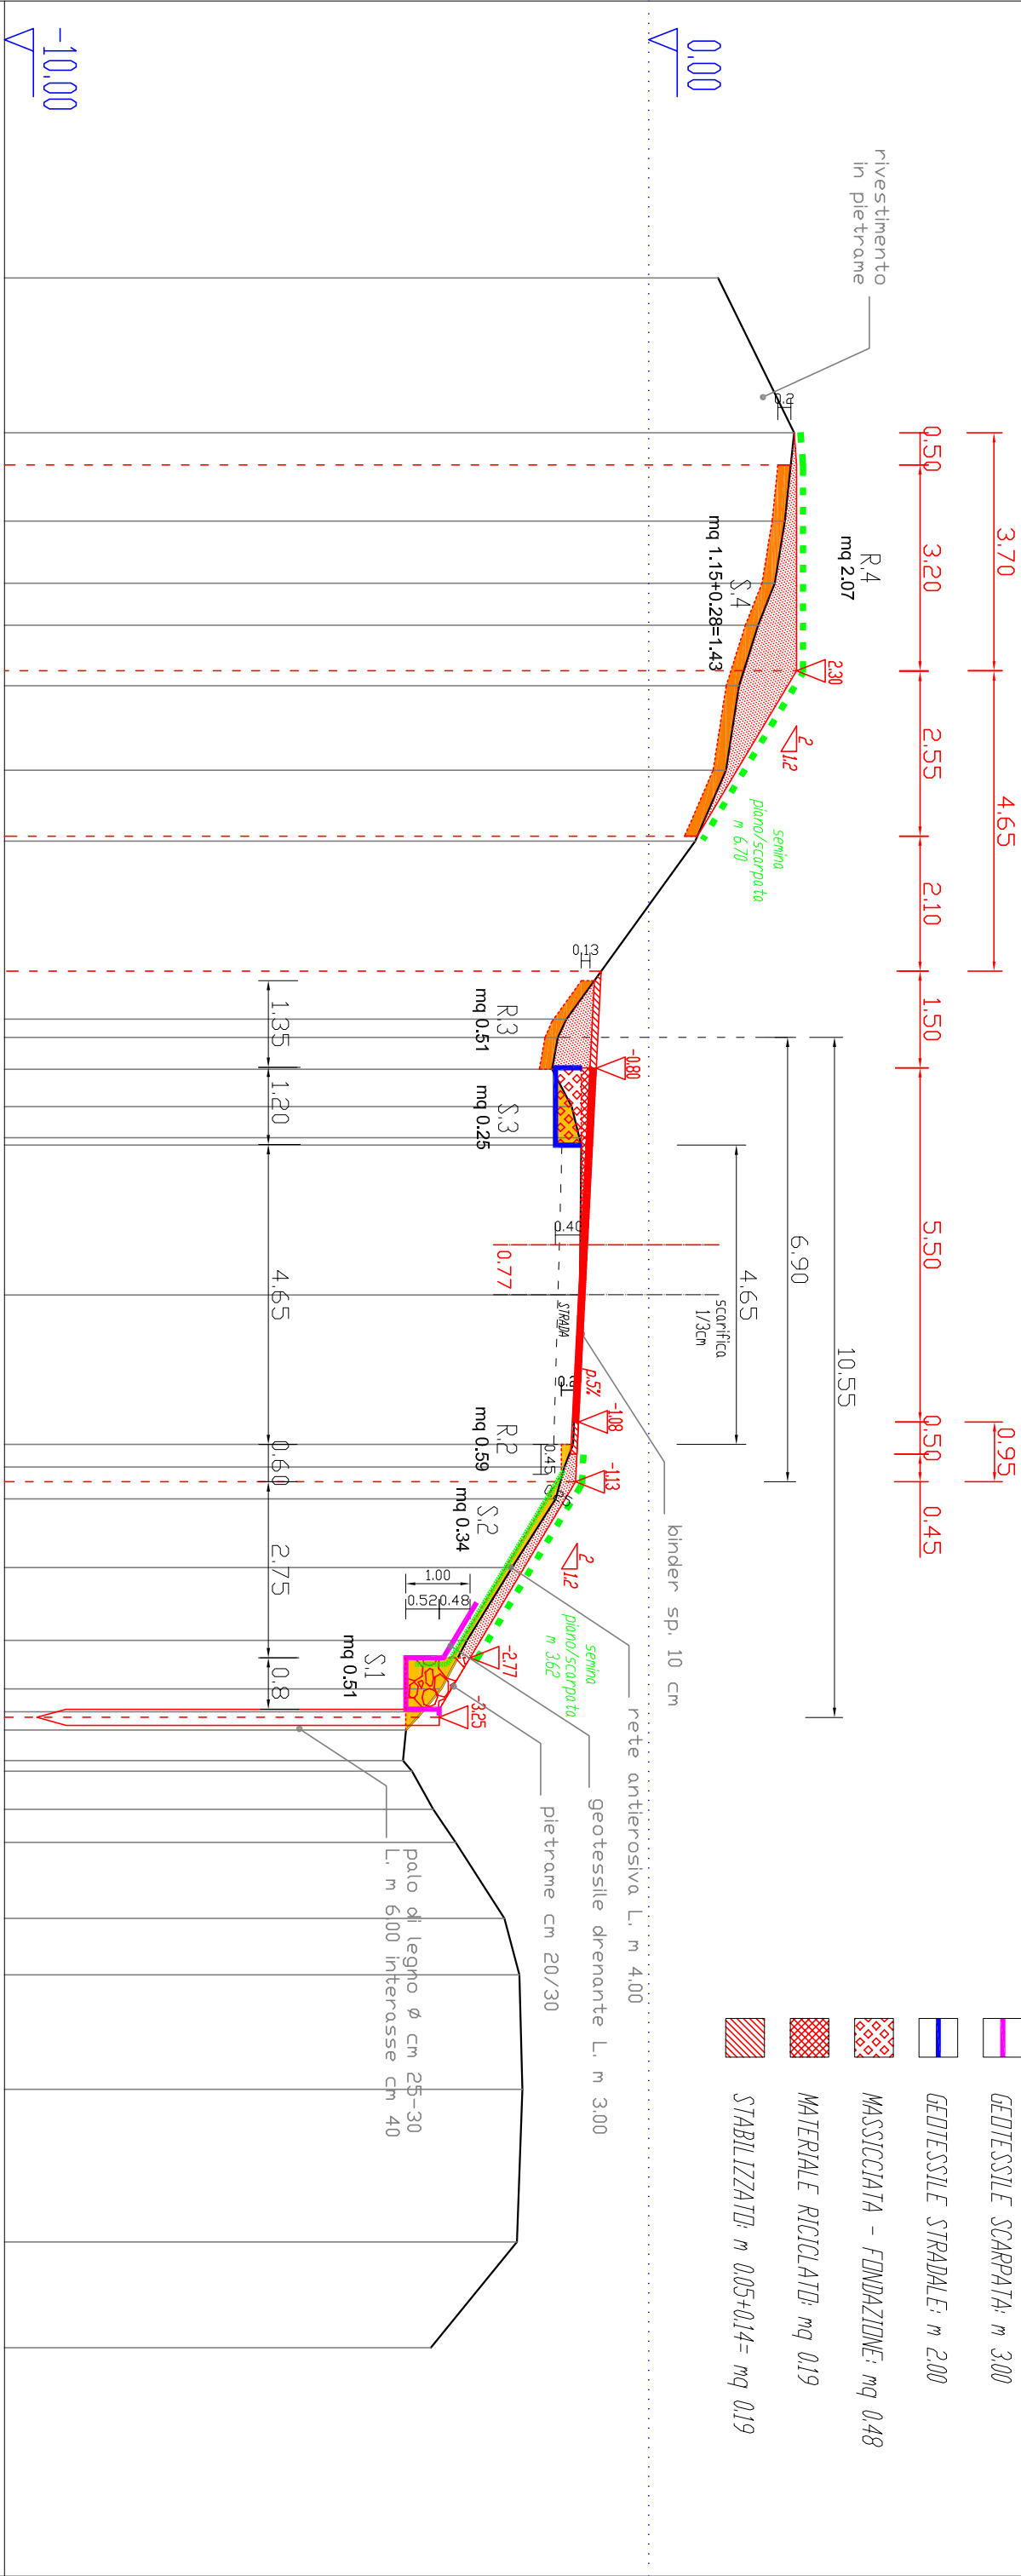 -10,00
0,00
rivestimento
in pietrame
0.2
0,50
3,70
3,20
R.4
mq 2.07
S.4
mq 1.15+0.28=1.43
2.30
2
1.2
2,55
4,65
semina
piano/scarpata
m 6.70
2,10
0.13
1,50
1,35
R.3
mq 0.51
-0.80
1,20
S.3
mq 0.25
5,50
6,90
10,55
4,65
scarifica
1/3cm
0.40
0,77
4,65
STRADA
p.5%
-1.08
0,50
0,95
0,45
R.2
mq 0.59
0,60
0.45
-1.13
S.2
mq 0.34
2,75
binder sp. 10 cm
2
1.2
semina
piano/scarpata
m 3.62
1.00
0.52
0.48
-2.77
S.1
mq 0.51
0,8
-3.25
rete antierosiva L. m 4.00
geotessile drenante L. m 3.00
pietrame cm 20/30
palo di legno ø cm 25-30
L. m 6.00 interasse cm 40
GEOTESSILE SCARPATA: m 3.00
GEOTESSILE STRADALE: m 2.00
MASSICCIATA - FONDAZIONE: mq 0.48
MATERIALE RICICLATO: mq 0.19
STABILIZZATO: m 0.05+0.14= mq 0.19